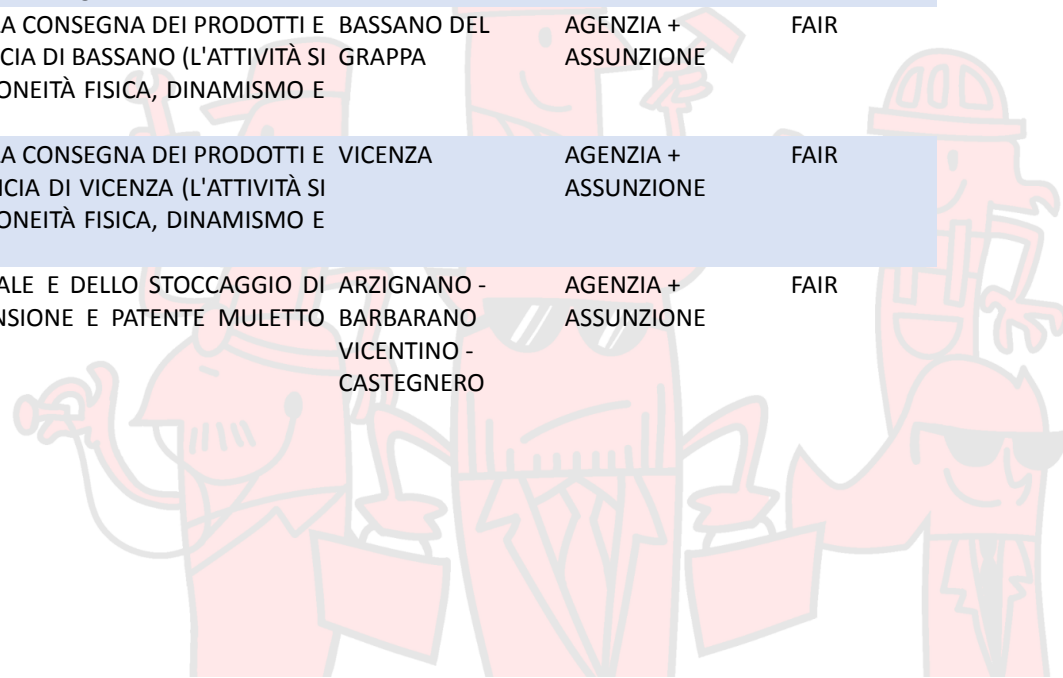 A CONSEGNA DEI PRODOTTI E BASSANO DEL AGENZIA + FAIR
CIA DI BASSANO (L'ATTIVITÀ SI GRAPPA ASSUNZIONE
ONEITÀ FISICA, DINAMISMO E
A CONSEGNA DEI PRODOTTI E VICENZA AGENZIA + FAIR
CIA DI VICENZA (L'ATTIVITÀ SI ASSUNZIONE
ONEITÀ FISICA, DINAMISMO E
ALE E DELLO STOCCAGGIO DI ARZIGNANO - AGENZIA + FAIR
NSIONE E PATENTE MULETTO BARBARANO ASSUNZIONE
VICENTINO -
CASTEGNERO